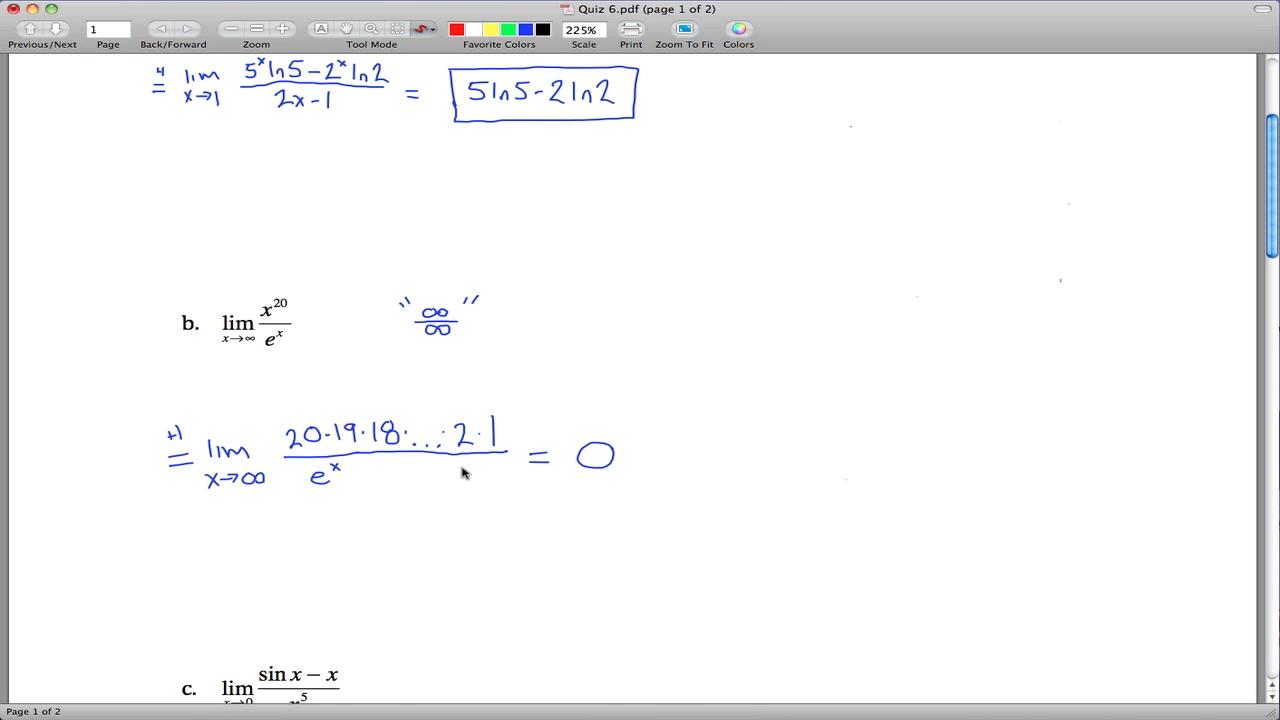 Quiz 6.pdf (page 1 of 2)
1
225%
Previous/Next Page Back/Forward Zoom Tool Mode Favorite Colors Scale Print Zoom To Fit Colors
H= lim x→1 (5^x ln5 - 2^x ln2)/(2x-1) = 5ln5 - 2ln2
b. lim x→∞ x^20/e^x "∞/∞"
H= lim x→∞ (20·19·18·...·2·1)/e^x = 0
c. lim x→0 (sin x − x)/x^5
Page 1 of 2